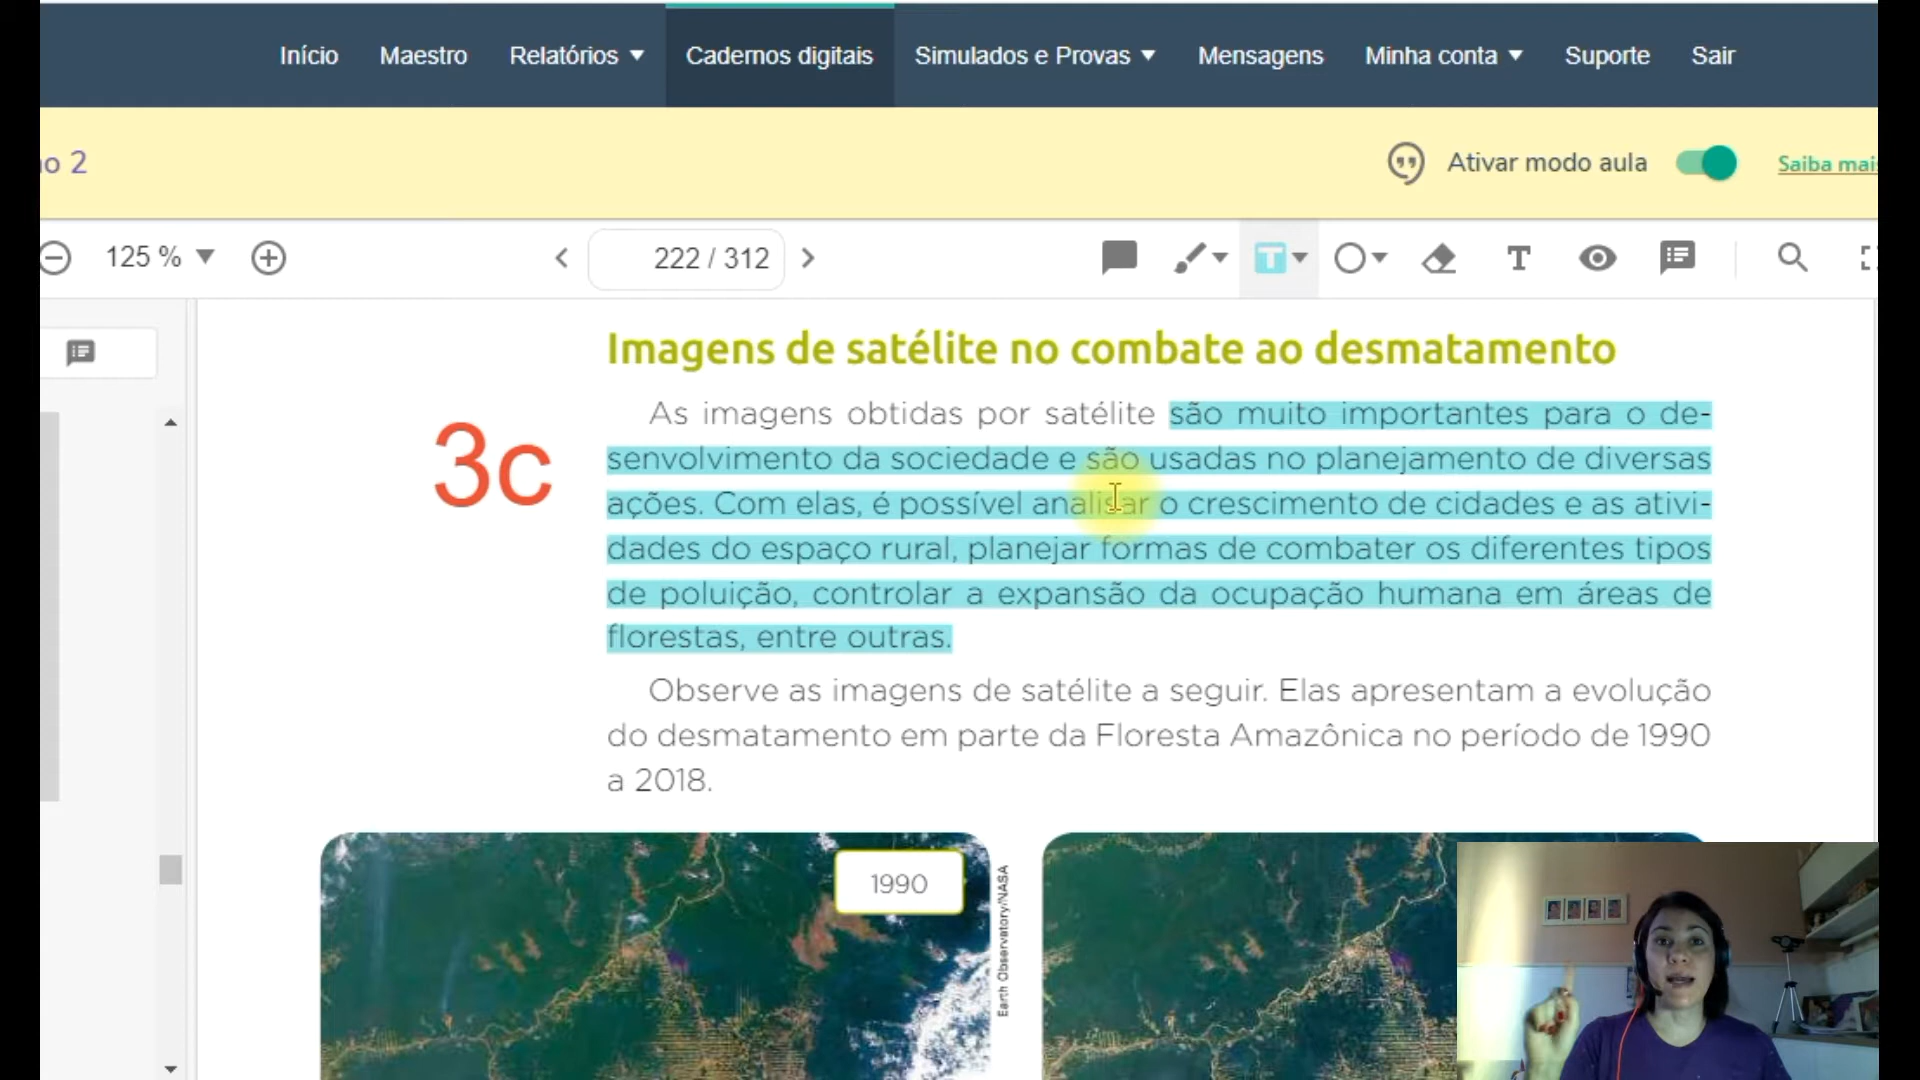 Início Maestro Relatórios Cadernos digitais Simulados e Provas Mensagens Minha conta Suporte Sair
o 2 Ativar modo aula Saiba mais
125 % 222 / 312 T T
Imagens de satélite no combate ao desmatamento
3c
As imagens obtidas por satélite são muito importantes para o de-
senvolvimento da sociedade e são usadas no planejamento de diversas
ações. Com elas, é possível analisar o crescimento de cidades e as ativi-
dades do espaço rural, planejar formas de combater os diferentes tipos
de poluição, controlar a expansão da ocupação humana em áreas de
florestas, entre outras.
Observe as imagens de satélite a seguir. Elas apresentam a evolução
do desmatamento em parte da Floresta Amazônica no período de 1990
a 2018.
1990
Earth Observatory/NASA